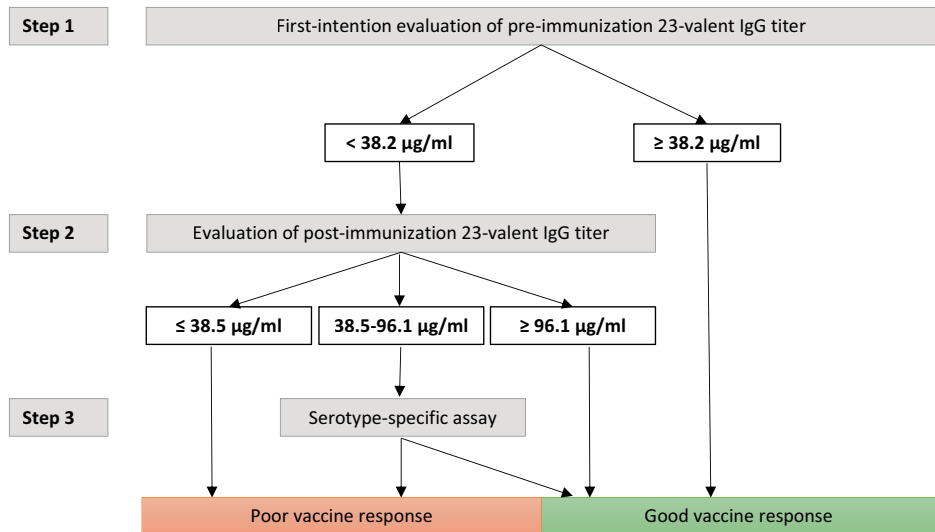 Step 1
First-intention evaluation of pre-immunization 23-valent IgG titer
< 38.2 µg/ml
≥ 38.2 µg/ml
Step 2
Evaluation of post-immunization 23-valent IgG titer
≤ 38.5 µg/ml
38.5-96.1 µg/ml
≥ 96.1 µg/ml
Step 3
Serotype-specific assay
Poor vaccine response
Good vaccine response